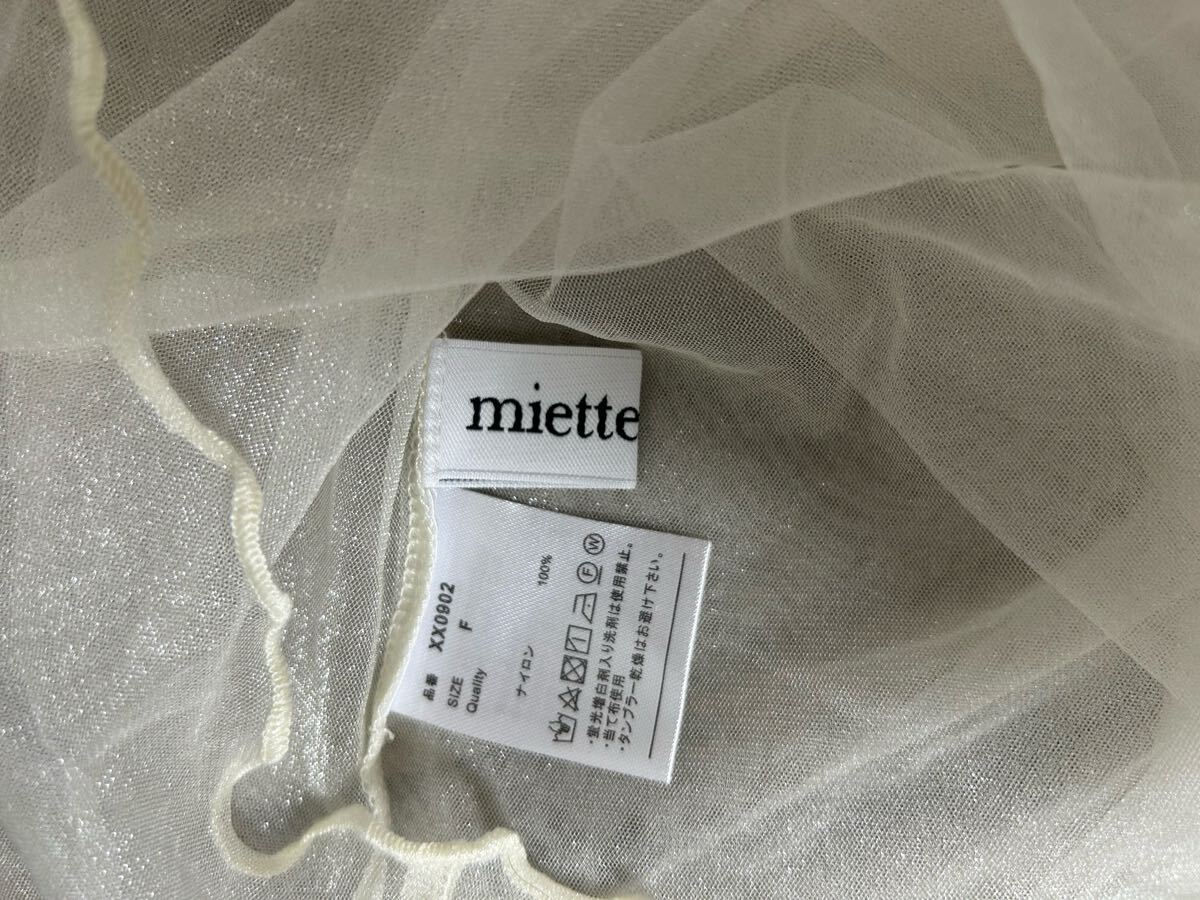 miette
品番 XX0902
SIZE F
Quality
ナイロン 100%
・蛍光増白剤入り洗剤は使用禁止。
・当て布使用
・タンブラー乾燥はお避け下さい。